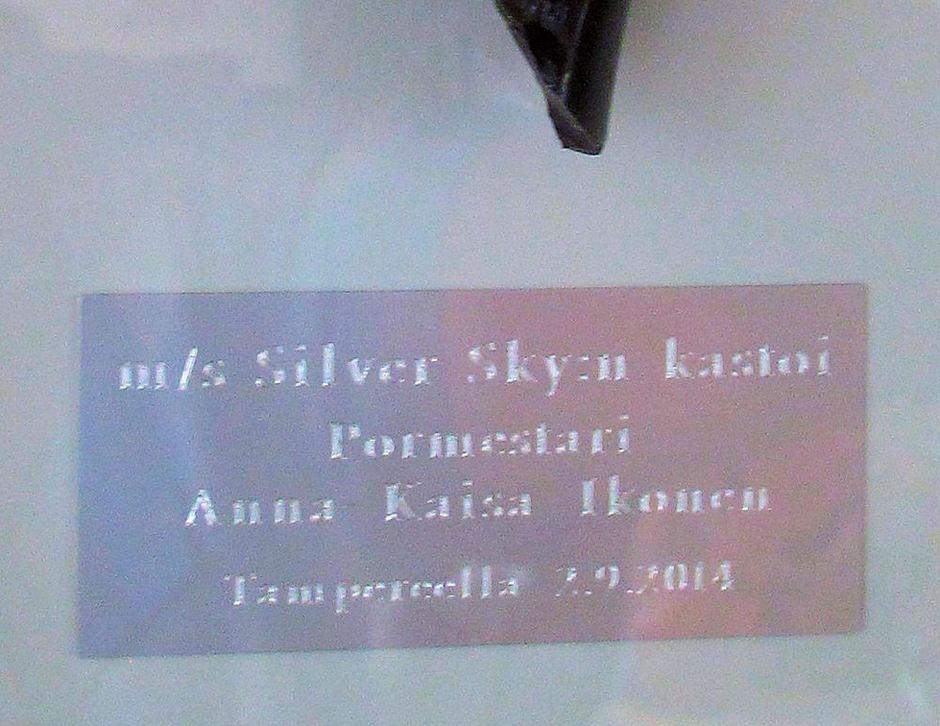 m/s Silver Sky:n kastoi
Pormestari
Anna Kaisa Ikonen
Tampereella 2.9.2014